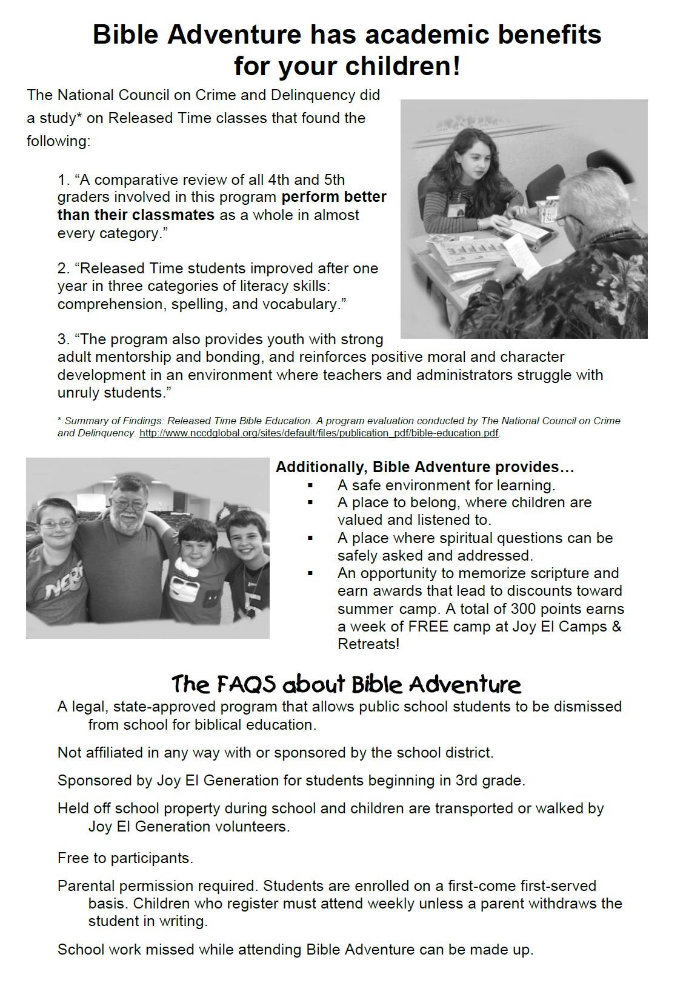 Bible Adventure has academic benefits
for your children!
The National Council on Crime and Delinquency did
a study* on Released Time classes that found the
following:
1. “A comparative review of all 4th and 5th
graders involved in this program perform better
than their classmates as a whole in almost
every category.”
2. “Released Time students improved after one
year in three categories of literacy skills:
comprehension, spelling, and vocabulary.”
3. “The program also provides youth with strong
adult mentorship and bonding, and reinforces positive moral and character
development in an environment where teachers and administrators struggle with
unruly students.”
* Summary of Findings: Released Time Bible Education. A program evaluation conducted by The National Council on Crime
and Delinquency. http://www.nccdglobal.org/sites/default/files/publication_pdf/bible-education.pdf.
NERF
5
Additionally, Bible Adventure provides…
▪ A safe environment for learning.
▪ A place to belong, where children are
valued and listened to.
▪ A place where spiritual questions can be
safely asked and addressed.
▪ An opportunity to memorize scripture and
earn awards that lead to discounts toward
summer camp. A total of 300 points earns
a week of FREE camp at Joy El Camps &
Retreats!
The FAQS about Bible Adventure
A legal, state-approved program that allows public school students to be dismissed
from school for biblical education.
Not affiliated in any way with or sponsored by the school district.
Sponsored by Joy El Generation for students beginning in 3rd grade.
Held off school property during school and children are transported or walked by
Joy El Generation volunteers.
Free to participants.
Parental permission required. Students are enrolled on a first-come first-served
basis. Children who register must attend weekly unless a parent withdraws the
student in writing.
School work missed while attending Bible Adventure can be made up.